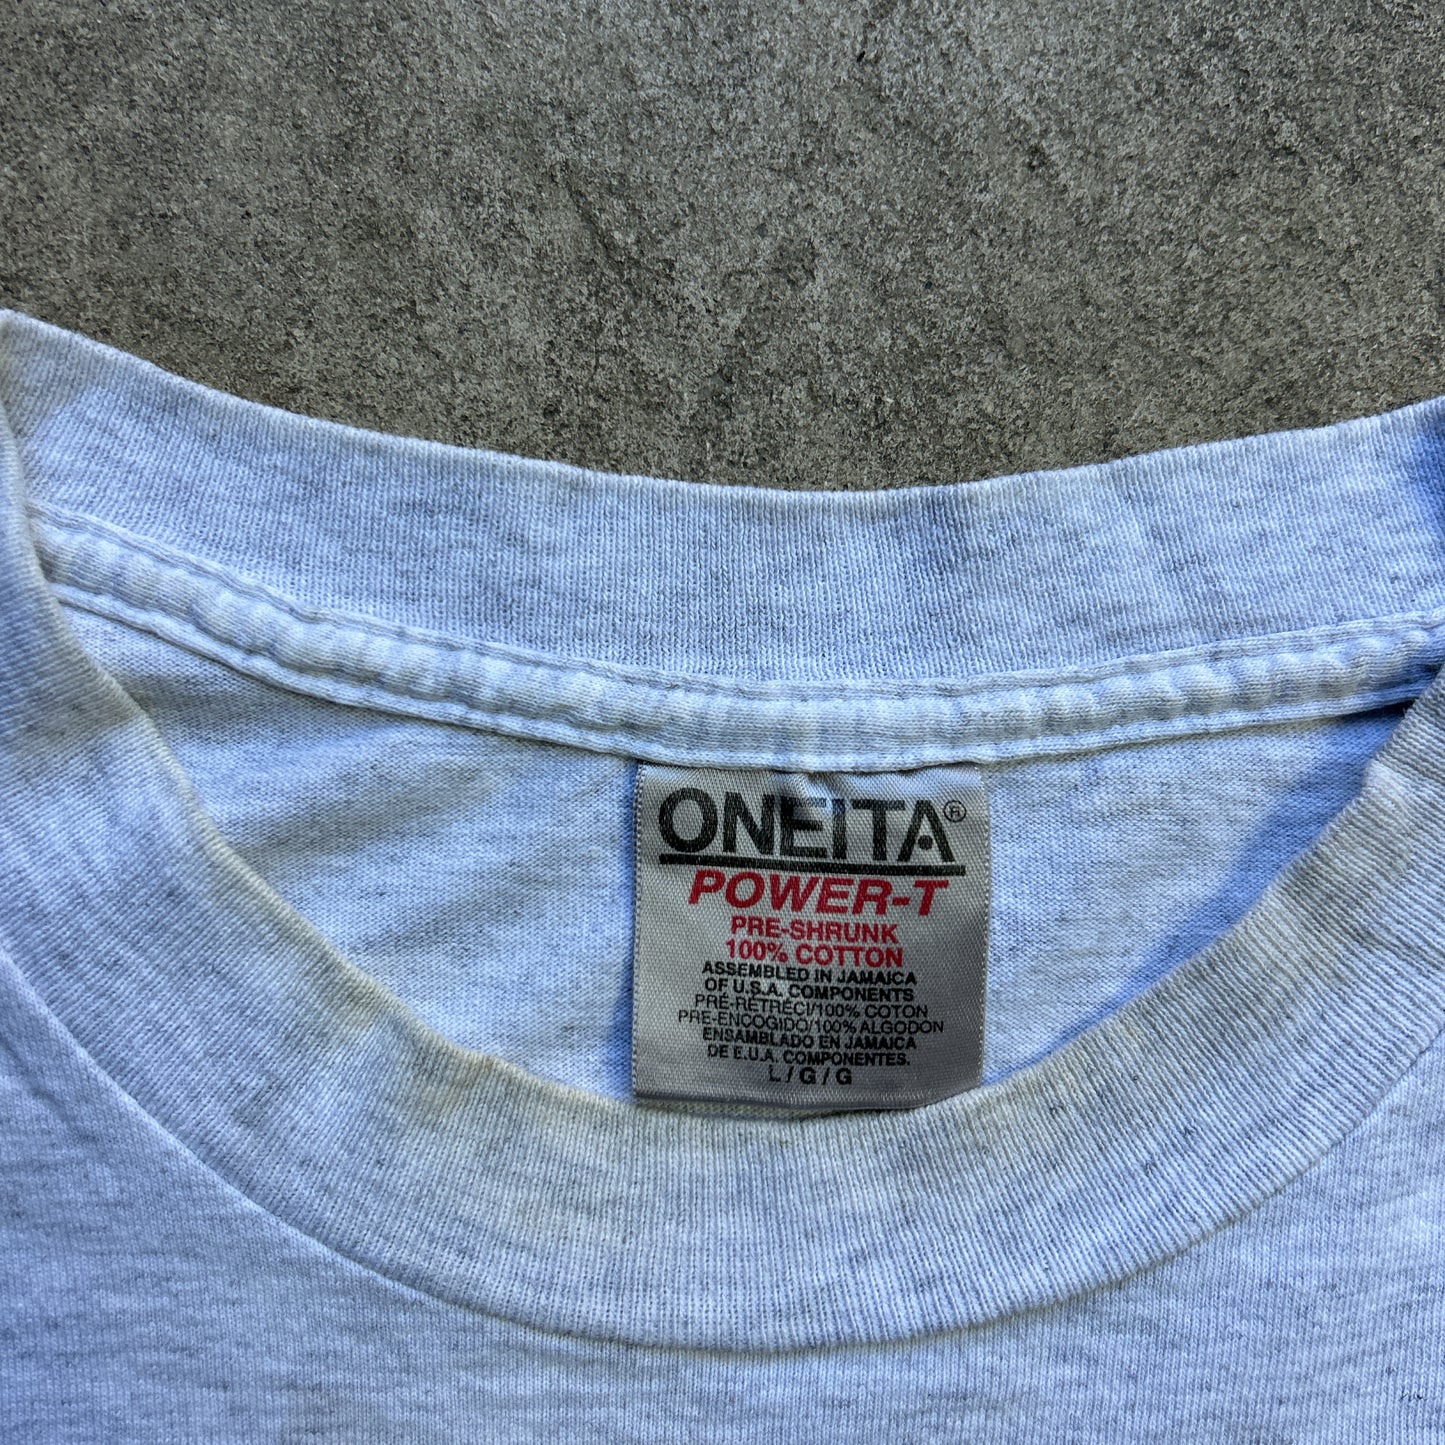 ONEITA®
POWER-T
PRE-SHRUNK
100% COTTON
ASSEMBLED IN JAMAICA
OF U.S.A. COMPONENTS
PRÉ-RÉTRÉCI/100% COTON
PRE-ENCOGIDO/100% ALGODON
ENSAMBLADO EN JAMAICA
DE E.U.A. COMPONENTES.
L/G/G